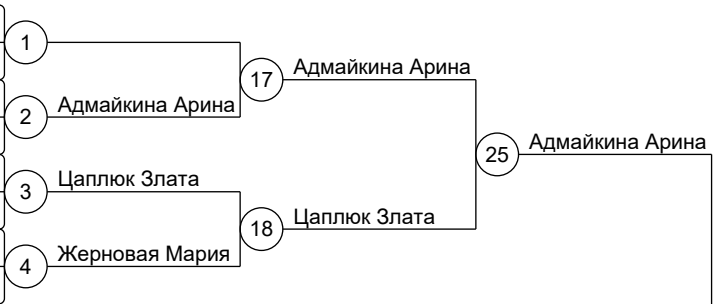 1
17 Адмайкина Арина
2 Адмайкина Арина
25 Адмайкина Арина
3 Цаплюк Злата
18 Цаплюк Злата
4 Жерновая Мария